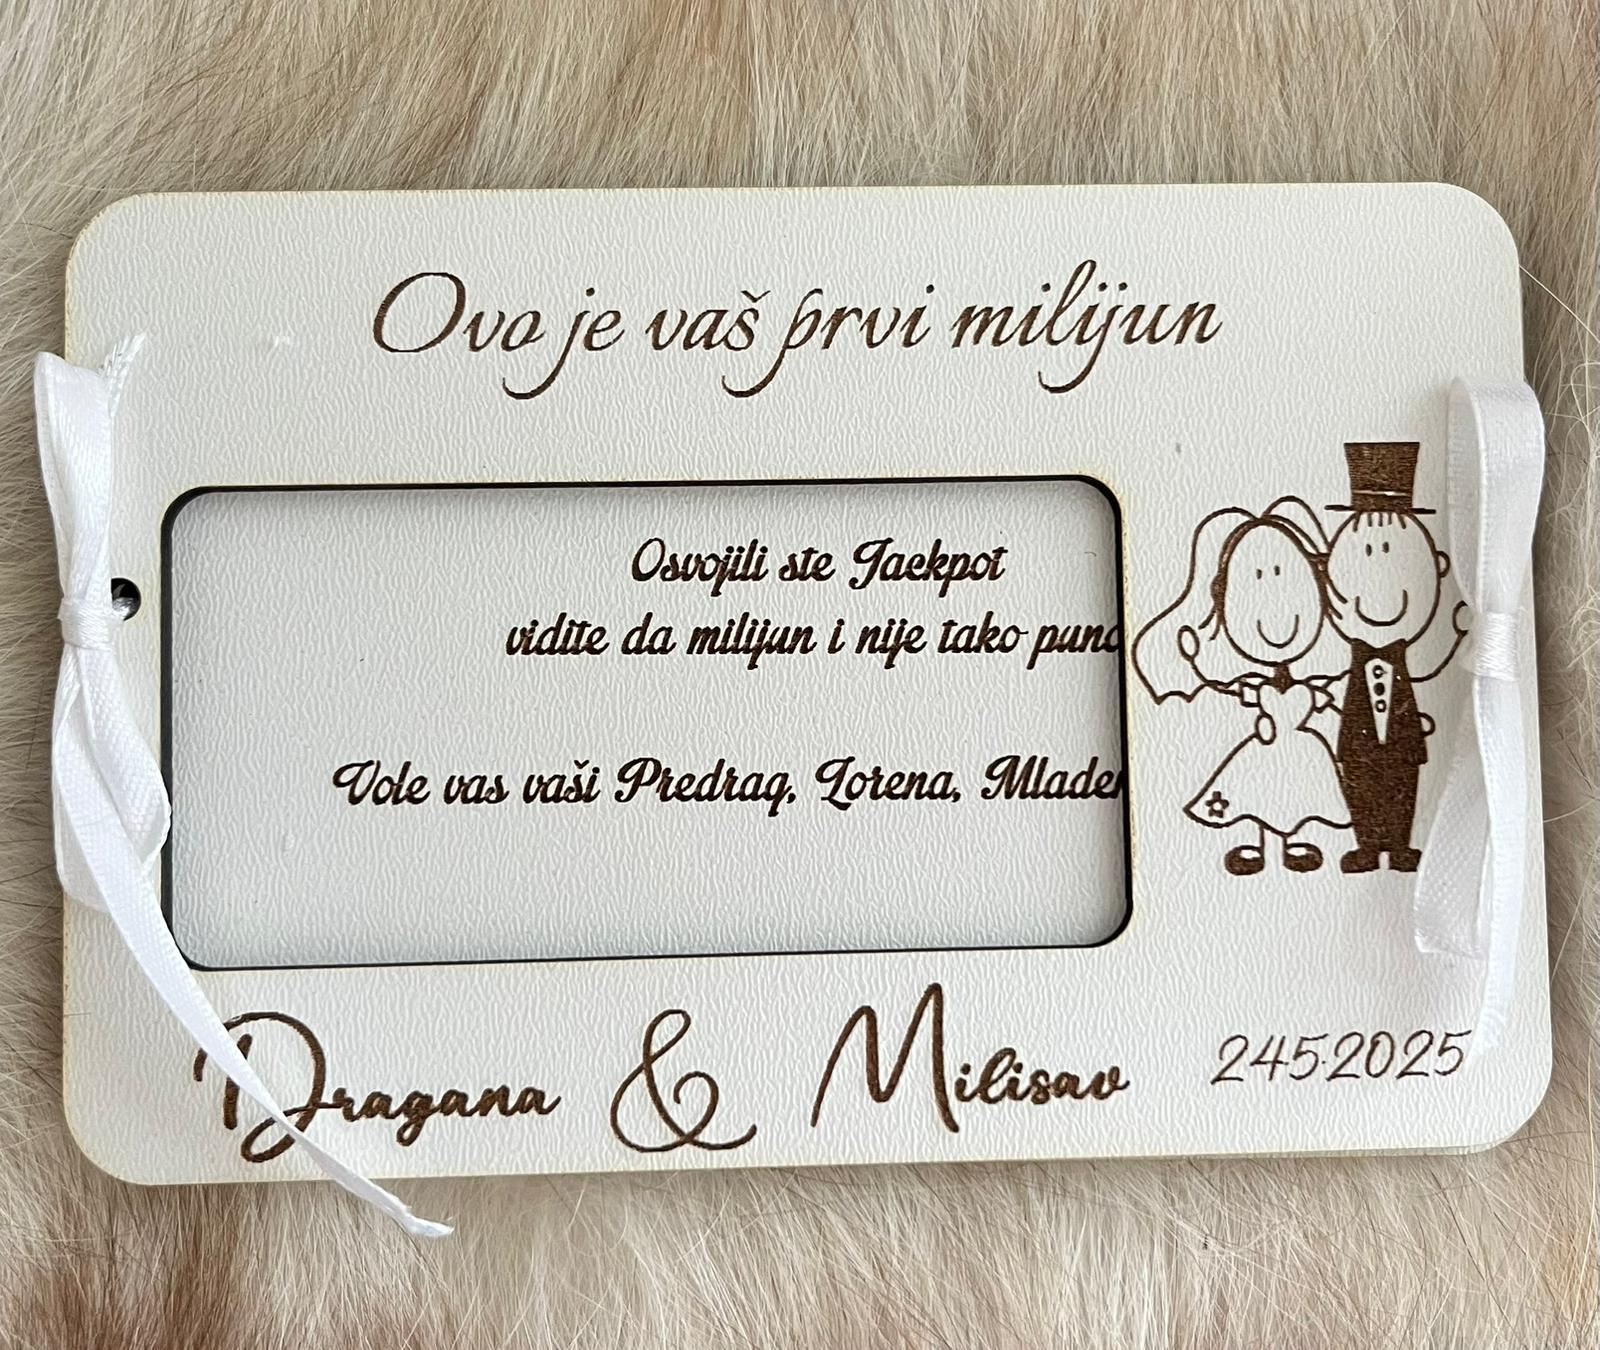 Ovo je vaš prvi milijun
Osvojili ste Jackpot
vidite da milijun i nije tako puno
Vole vas vaši Predrag, Lorena, Mladen
Dragana & Milisav
24.5.2025